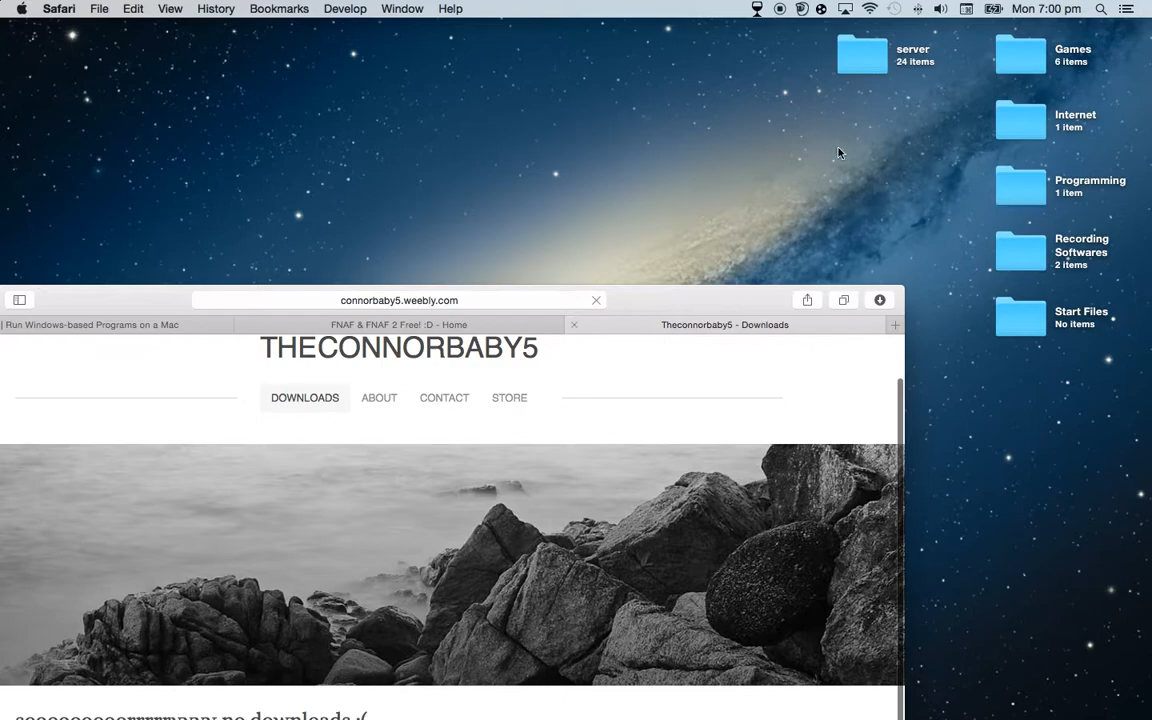 Safari File Edit View History Bookmarks Develop Window Help Mon 7:00 pm
server
24 items
Games
6 items
Internet
1 item
Programming
1 item
Recording
Softwares
2 items
Start Files
No items
connorbaby5.weebly.com
| Run Windows-based Programs on a Mac FNAF & FNAF 2 Free! :D - Home Theconnorbaby5 - Downloads
THECONNORBABY5
DOWNLOADS ABOUT CONTACT STORE
no downloads :(